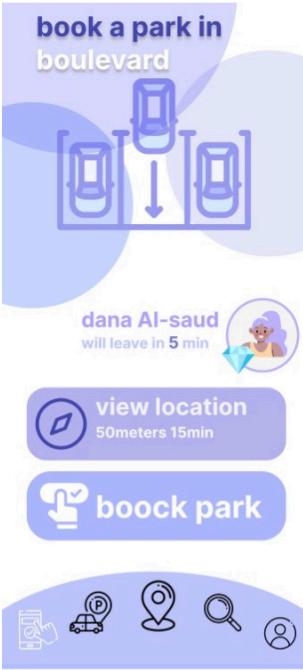 book a park in
boulevard
dana Al-saud
will leave in 5 min
view location
50meters 15min
boock park
P